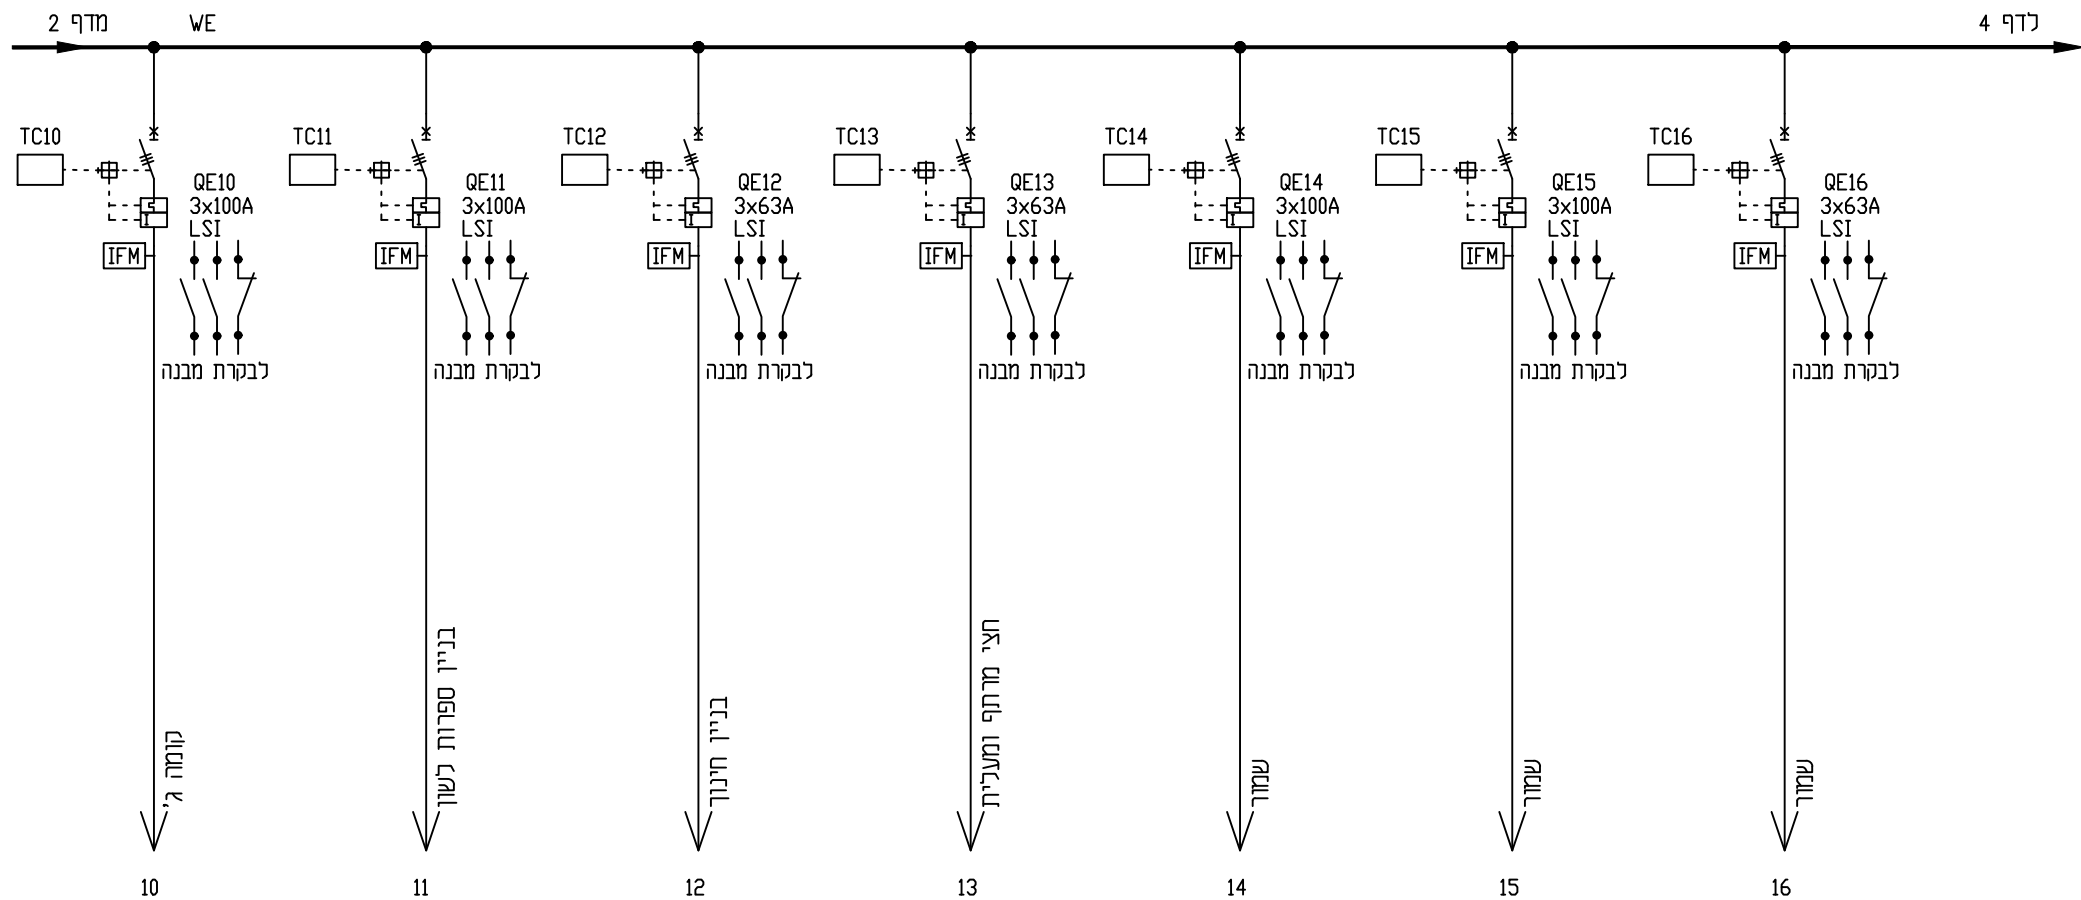 מדף 2
WE
לדף 4
TC10
QE10
3x100A
LSI
IFM
לבקרת מבנה
קומה ג'
10
TC11
QE11
3x100A
LSI
IFM
לבקרת מבנה
בניין ספרות לשון
11
TC12
QE12
3x63A
LSI
IFM
לבקרת מבנה
בניין חינוך
12
TC13
QE13
3x63A
LSI
IFM
לבקרת מבנה
חצי מרתף ומעלית
13
TC14
QE14
3x100A
LSI
IFM
לבקרת מבנה
שמור
14
TC15
QE15
3x100A
LSI
IFM
לבקרת מבנה
שמור
15
TC16
QE16
3x63A
LSI
IFM
לבקרת מבנה
שמור
16